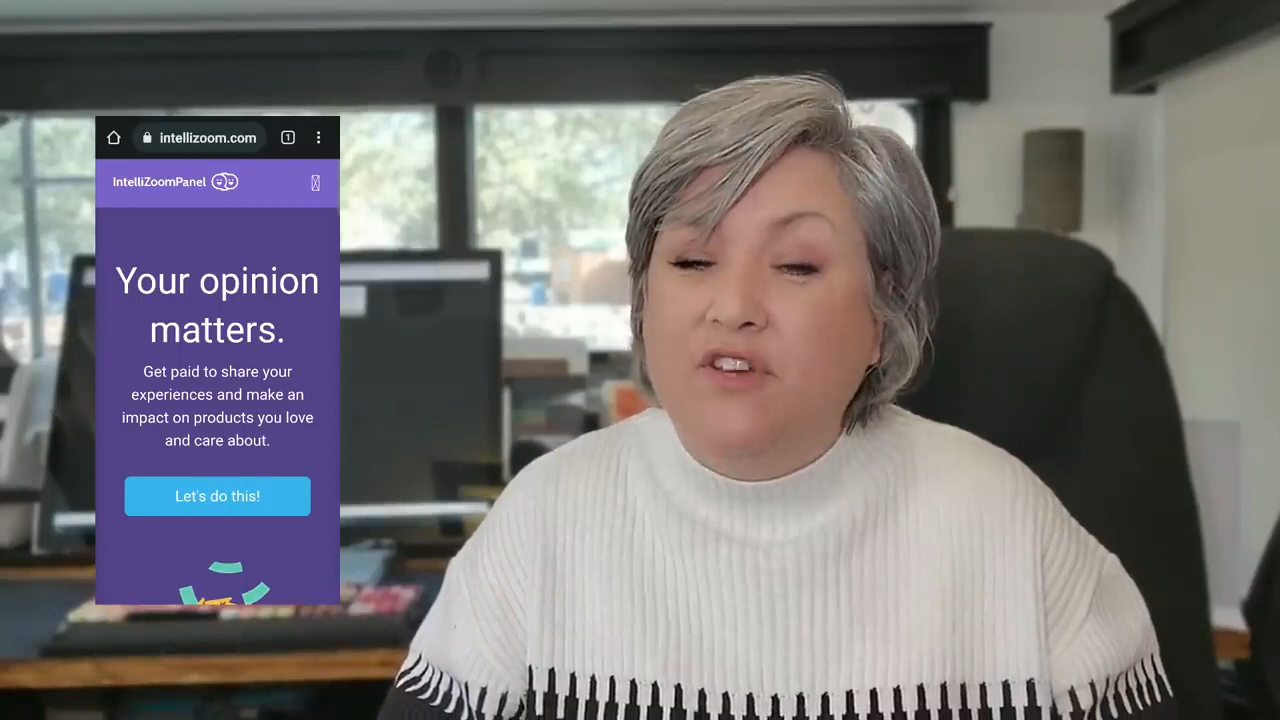 intellizoom.com
1
IntelliZoomPanel
Your opinion
matters.
Get paid to share your
experiences and make an
impact on products you love
and care about.
Let's do this!